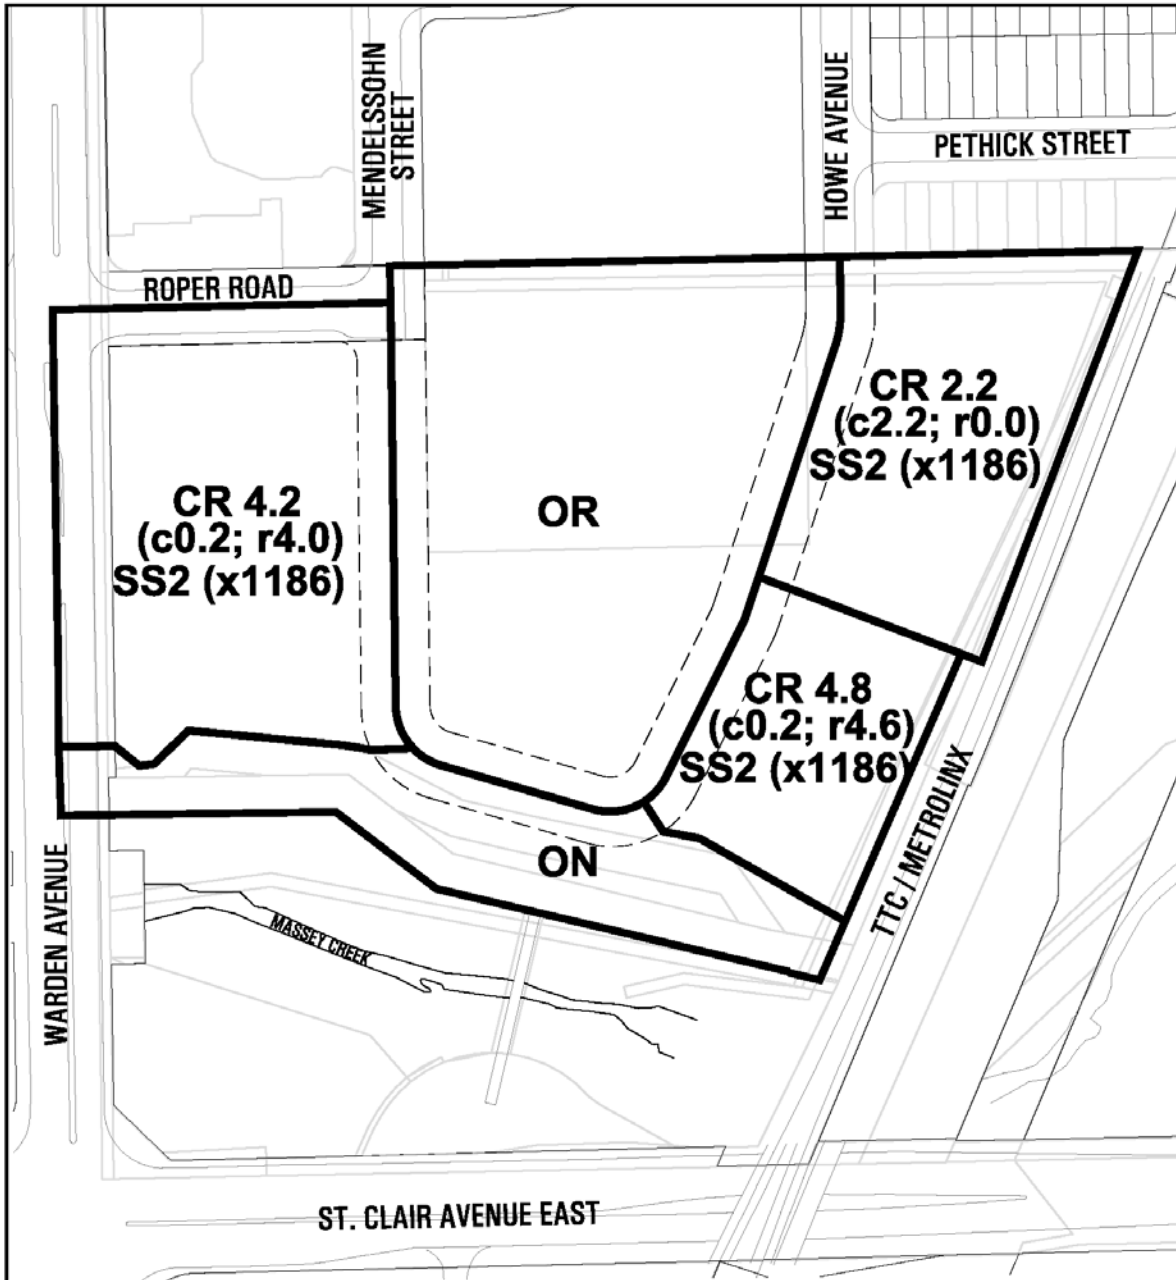 MENDELSSOHN
STREET
HOWE AVENUE
PETHICK STREET
ROPER ROAD
CR 2.2
(c2.2; r0.0)
SS2 (x1186)
CR 4.2
(c0.2; r4.0)
SS2 (x1186)
OR
CR 4.8
(c0.2; r4.6)
SS2 (x1186)
ON
TTC / METROLINX
WARDEN AVENUE
MASSEY CREEK
ST. CLAIR AVENUE EAST